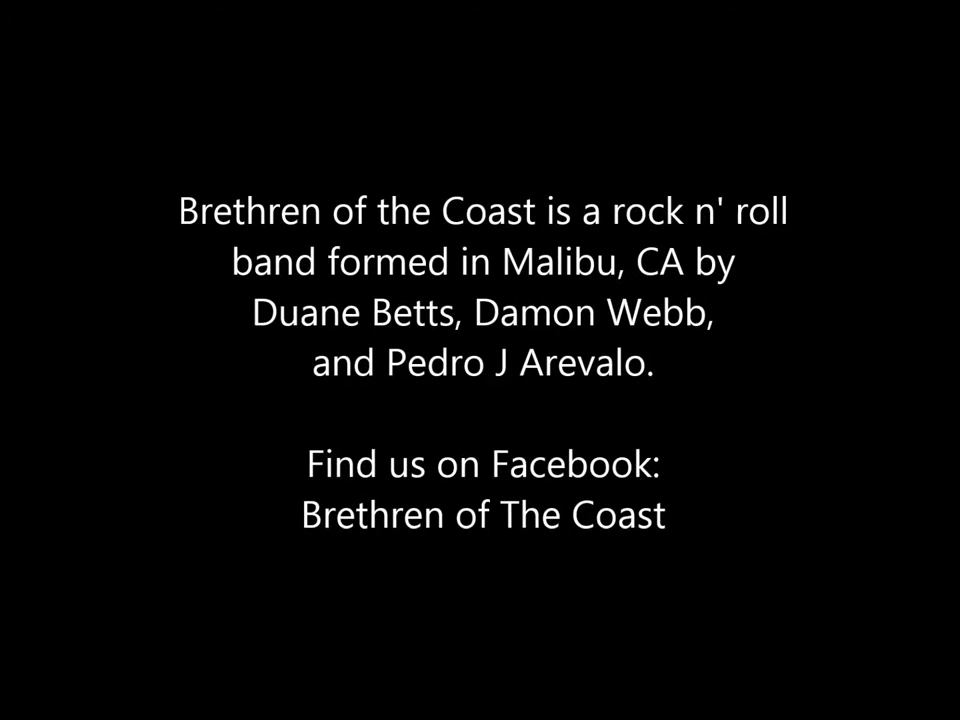 Brethren of the Coast is a rock n' roll
band formed in Malibu, CA by
Duane Betts, Damon Webb,
and Pedro J Arevalo.
Find us on Facebook:
Brethren of The Coast